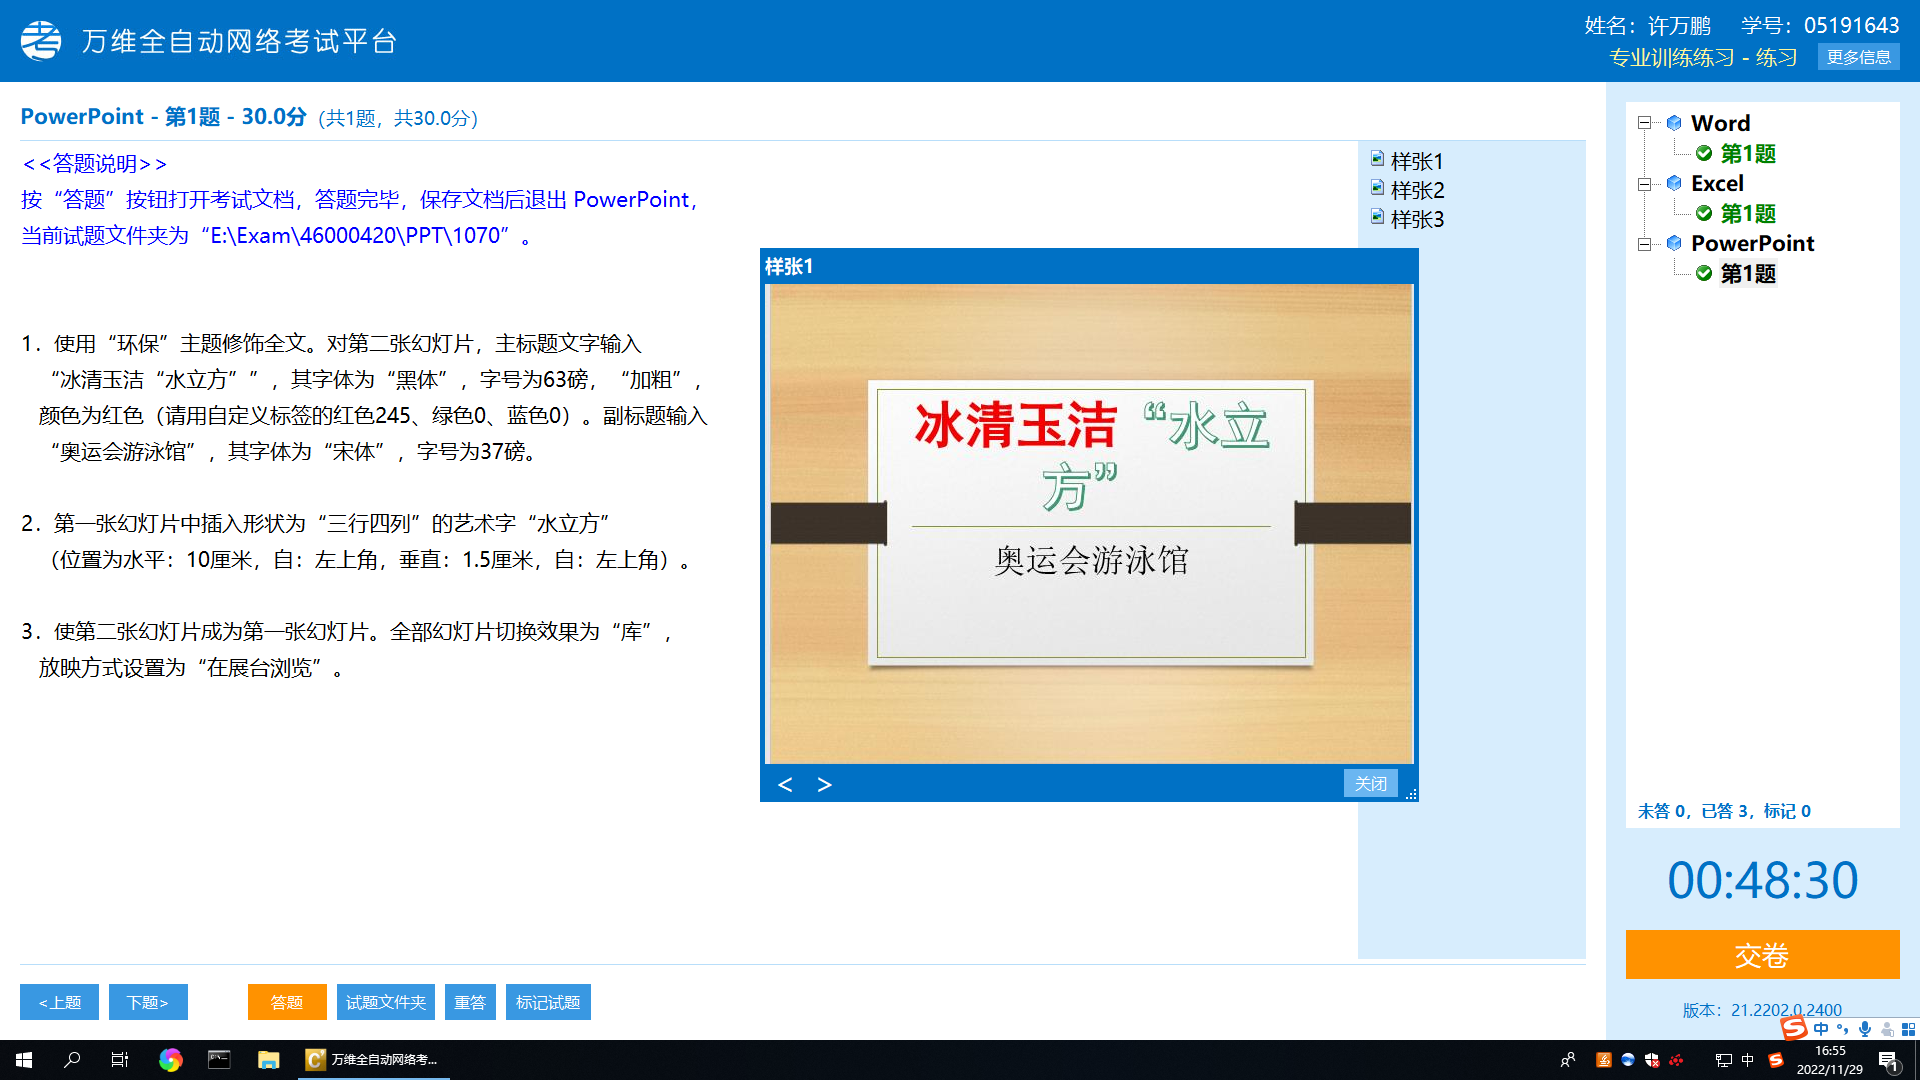 万维全自动网络考试平台
姓名：许万鹏 学号：05191643
专业训练练习 - 练习 更多信息
PowerPoint - 第1题 - 30.0分 (共1题，共30.0分)
<<答题说明>>
按“答题”按钮打开考试文档，答题完毕，保存文档后退出 PowerPoint，
当前试题文件夹为“E:\Exam\46000420\PPT\1070”。
1．使用“环保”主题修饰全文。对第二张幻灯片，主标题文字输入
“冰清玉洁“水立方””，其字体为“黑体”，字号为63磅，“加粗”，
颜色为红色（请用自定义标签的红色245、绿色0、蓝色0）。副标题输入
“奥运会游泳馆”，其字体为“宋体”，字号为37磅。
2．第一张幻灯片中插入形状为“三行四列”的艺术字“水立方”
（位置为水平：10厘米，自：左上角，垂直：1.5厘米，自：左上角）。
3．使第二张幻灯片成为第一张幻灯片。全部幻灯片切换效果为“库”，
放映方式设置为“在展台浏览”。
样张1
样张2
样张3
样张1
冰清玉洁“水立
方”
奥运会游泳馆
< >
关闭
Word
第1题
Excel
第1题
PowerPoint
第1题
未答 0，已答 3，标记 0
00:48:30
交卷
版本：21.2202.0.2400
<上题 下题> 答题 试题文件夹 重答 标记试题
中
万维全自动网络考...
中
16:55
2022/11/29
1